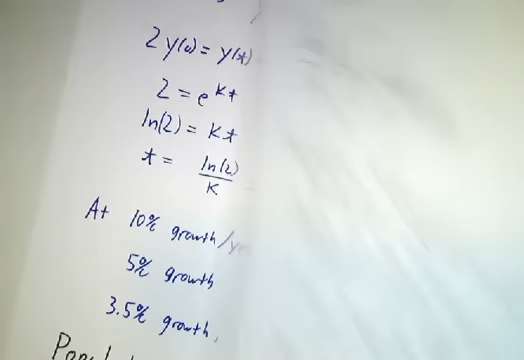 2y(0) = y(t)
2 = e^kt
ln(2) = kt
t = ln(2)/k
At 10% growth/
5% growth
3.5% growth,